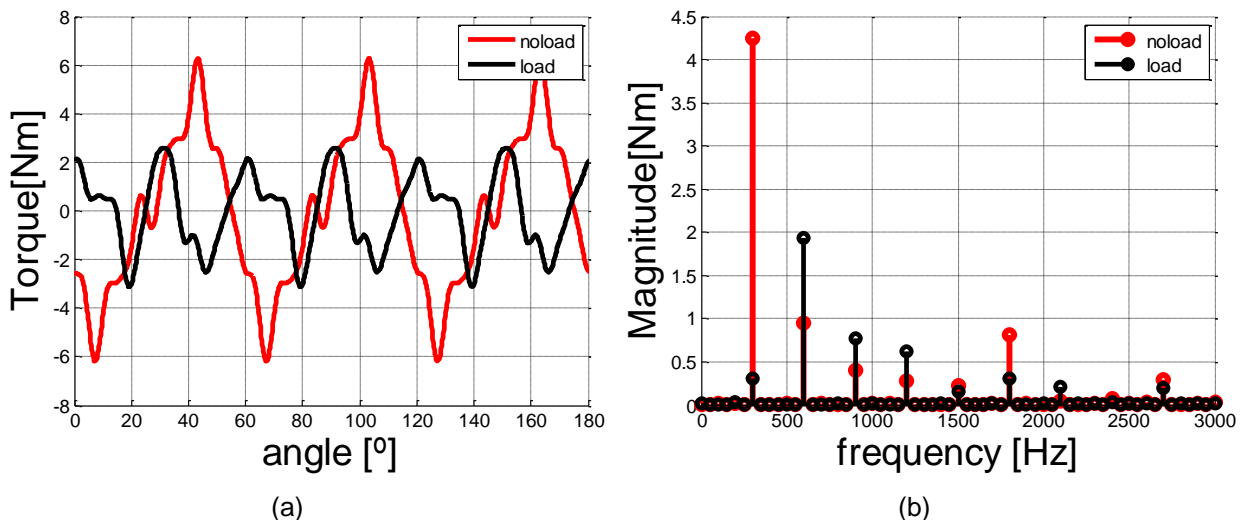 8
6
4
2
0
-2
-4
-6
-8
Torque[Nm]
0 20 40 60 80 100 120 140 160 180
angle [º]
noload
load
(a)
4.5
4
3.5
3
2.5
2
1.5
1
0.5
0
Magnitude[Nm]
0 500 1000 1500 2000 2500 3000
frequency [Hz]
noload
load
(b)